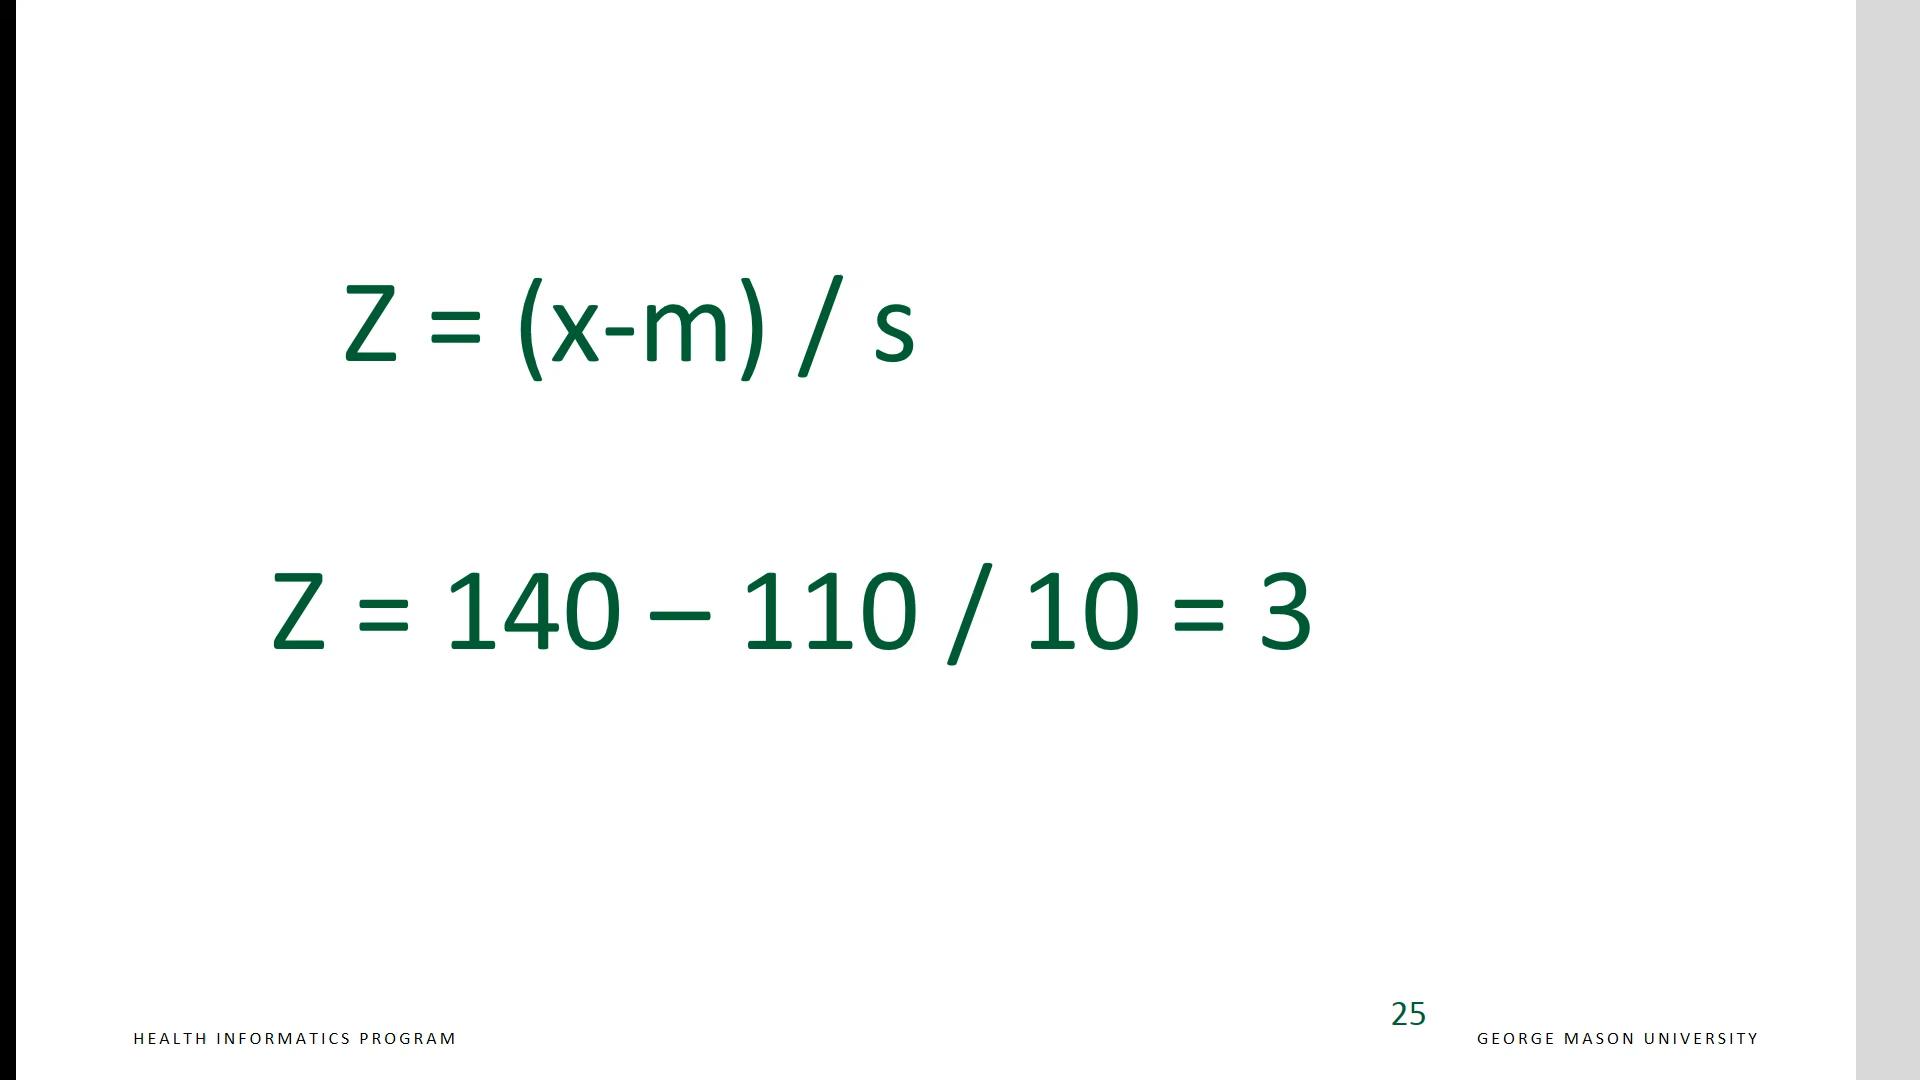 Z = (x-m) / s
Z = 140 – 110 / 10 = 3
25
HEALTH INFORMATICS PROGRAM
GEORGE MASON UNIVERSITY